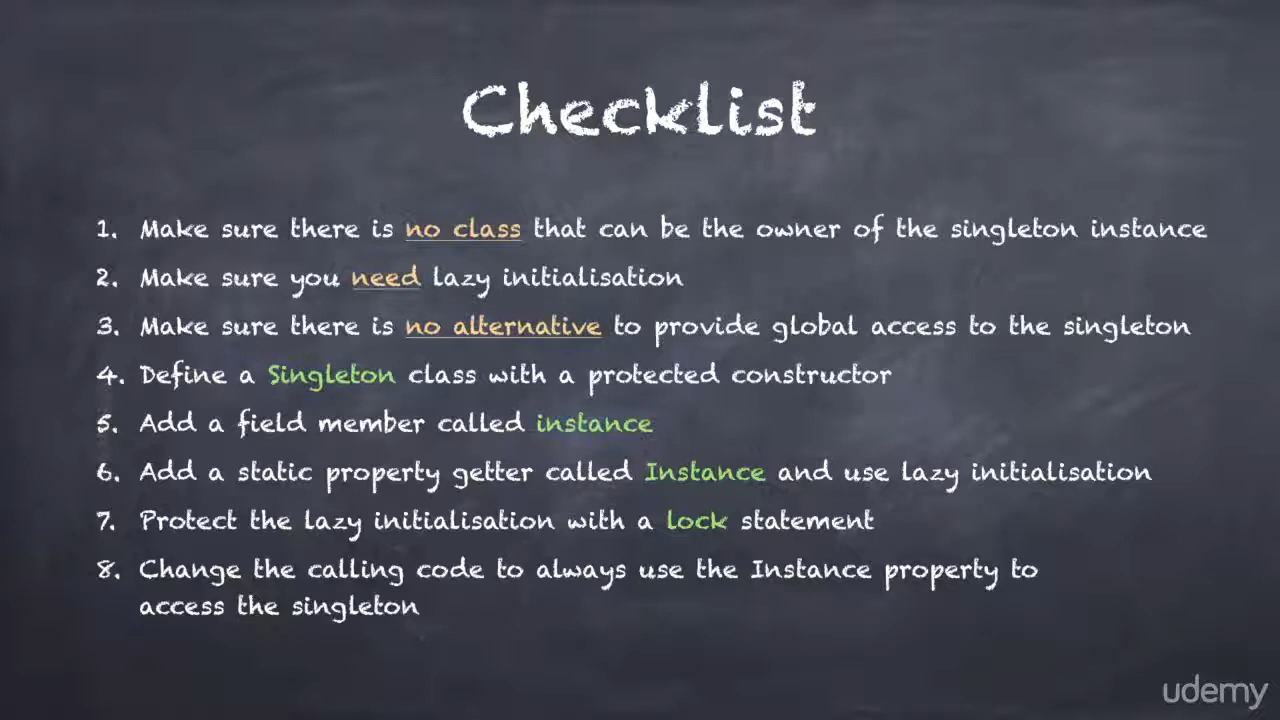 Checklist
1. Make sure there is no class that can be the owner of the singleton instance
2. Make sure you need lazy initialisation
3. Make sure there is no alternative to provide global access to the singleton
4. Define a Singleton class with a protected constructor
5. Add a field member called instance
6. Add a static property getter called Instance and use lazy initialisation
7. Protect the lazy initialisation with a lock statement
8. Change the calling code to always use the Instance property to
access the singleton
udemy